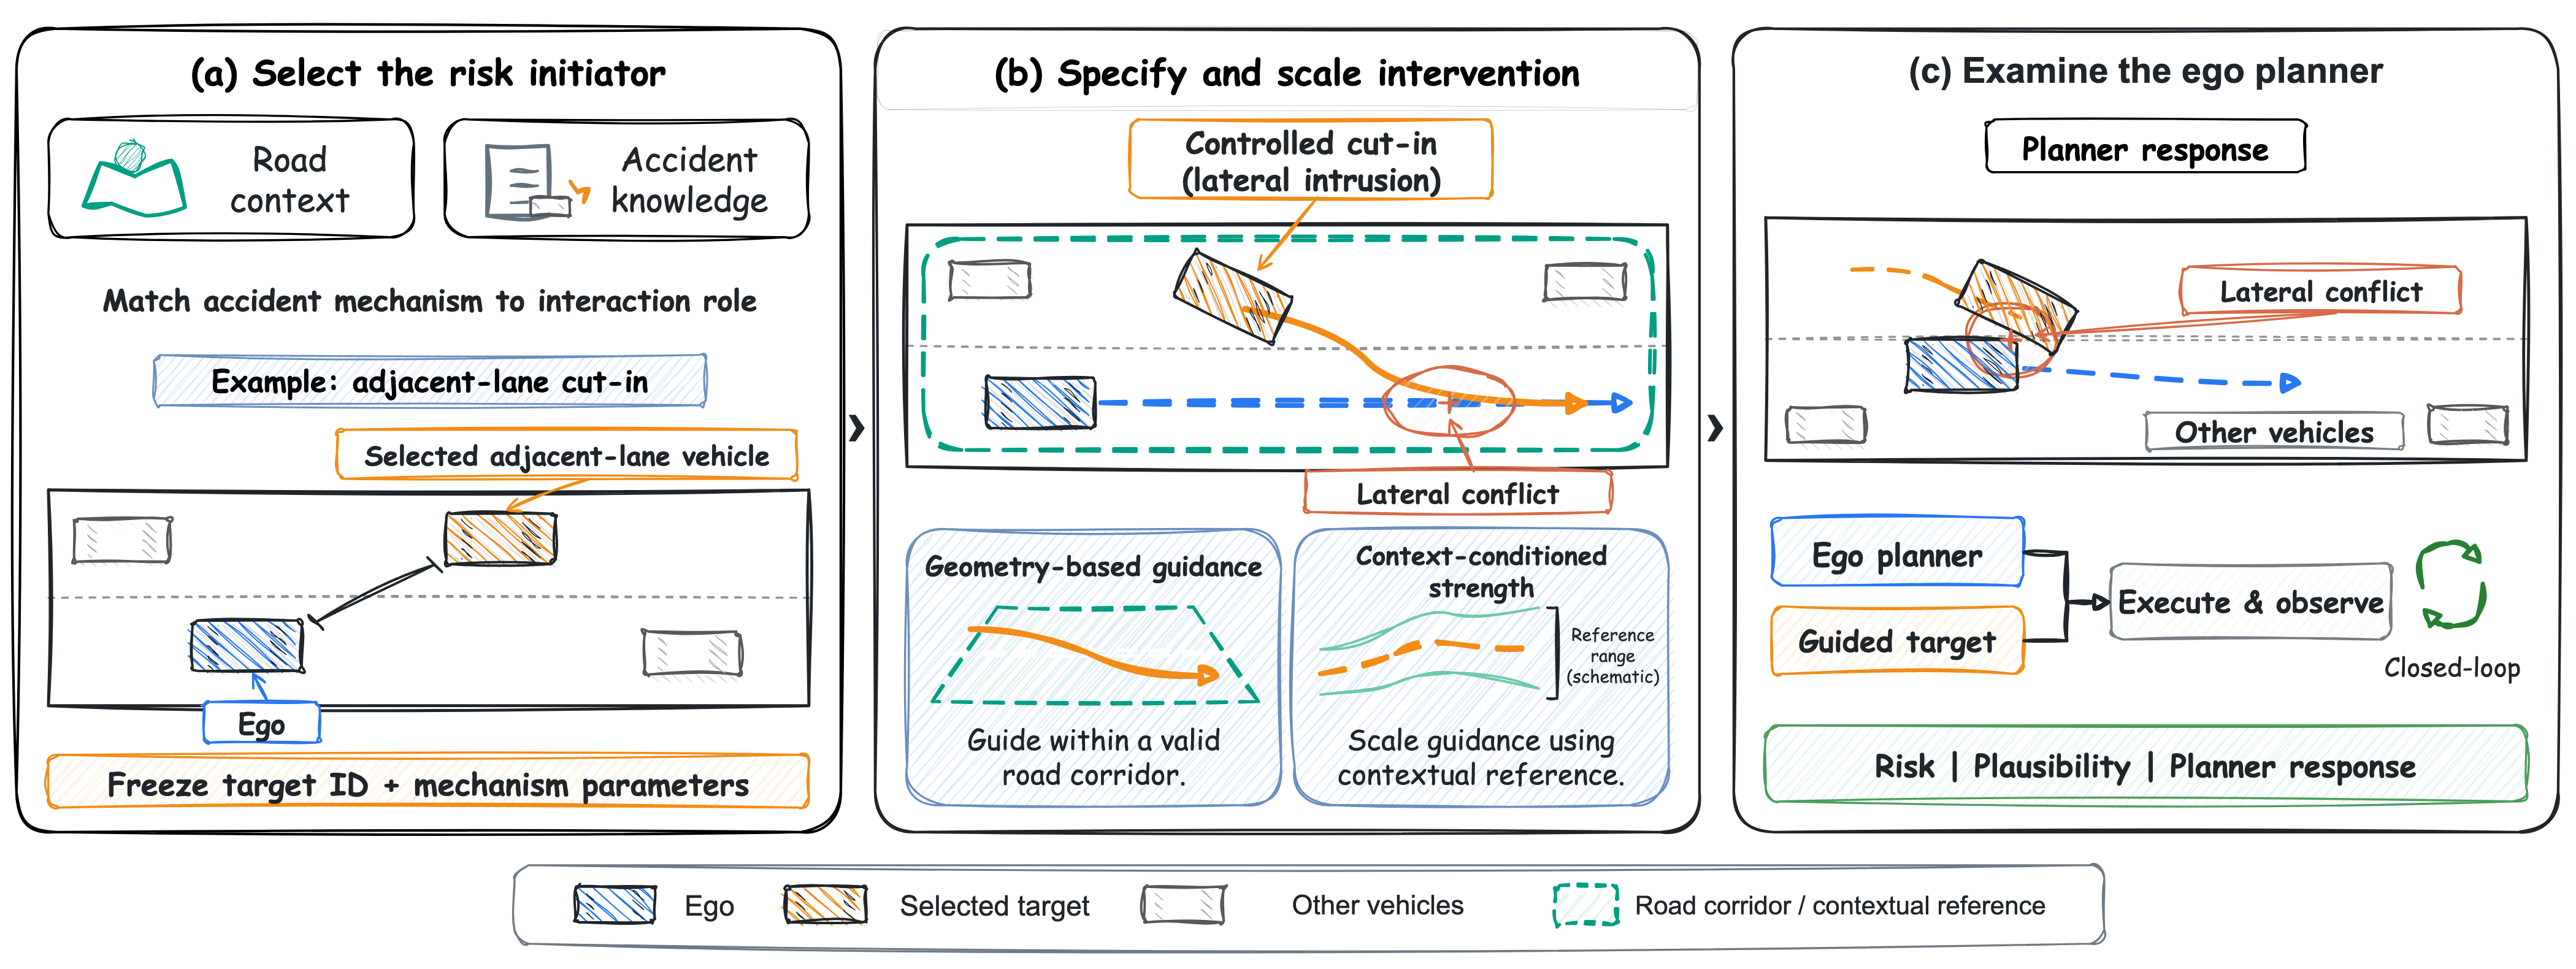 (a) Select the risk initiator
Road
context
Accident
knowledge
Match accident mechanism to interaction role
Example: adjacent-lane cut-in
Selected adjacent-lane vehicle
Ego
Freeze target ID + mechanism parameters
(b) Specify and scale intervention
Controlled cut-in
(lateral intrusion)
Lateral conflict
Geometry-based guidance
Guide within a valid
road corridor.
Context-conditioned
strength
Reference
range
(schematic)
Scale guidance using
contextual reference.
(c) Examine the ego planner
Planner response
Lateral conflict
Other vehicles
Ego planner
Guided target
Execute & observe
Closed-loop
Risk | Plausibility | Planner response
Ego
Selected target
Other vehicles
Road corridor / contextual reference